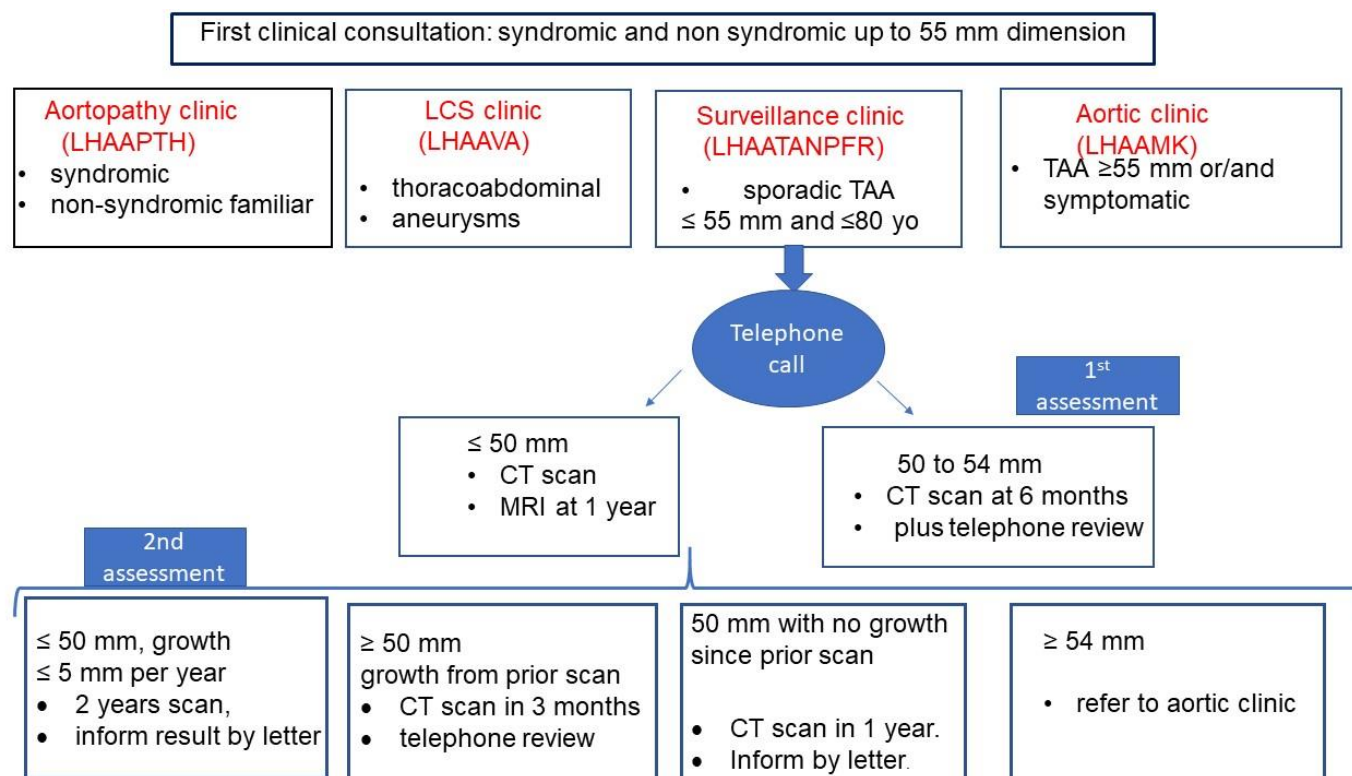 First clinical consultation: syndromic and non syndromic up to 55 mm dimension
Aortopathy clinic
(LHAAPTH)
• syndromic
• non-syndromic familiar
LCS clinic
(LHAAVA)
• thoracoabdominal
• aneurysms
Surveillance clinic
(LHAATANPFR)
• sporadic TAA
≤ 55 mm and ≤80 yo
Aortic clinic
(LHAAMK)
• TAA ≥55 mm or/and
symptomatic
Telephone
call
1st
assessment
≤ 50 mm
• CT scan
• MRI at 1 year
50 to 54 mm
• CT scan at 6 months
• plus telephone review
2nd
assessment
≤ 50 mm, growth
≤ 5 mm per year
• 2 years scan,
• inform result by letter
≥ 50 mm
growth from prior scan
• CT scan in 3 months
• telephone review
50 mm with no growth
since prior scan
• CT scan in 1 year.
• Inform by letter.
≥ 54 mm
• refer to aortic clinic